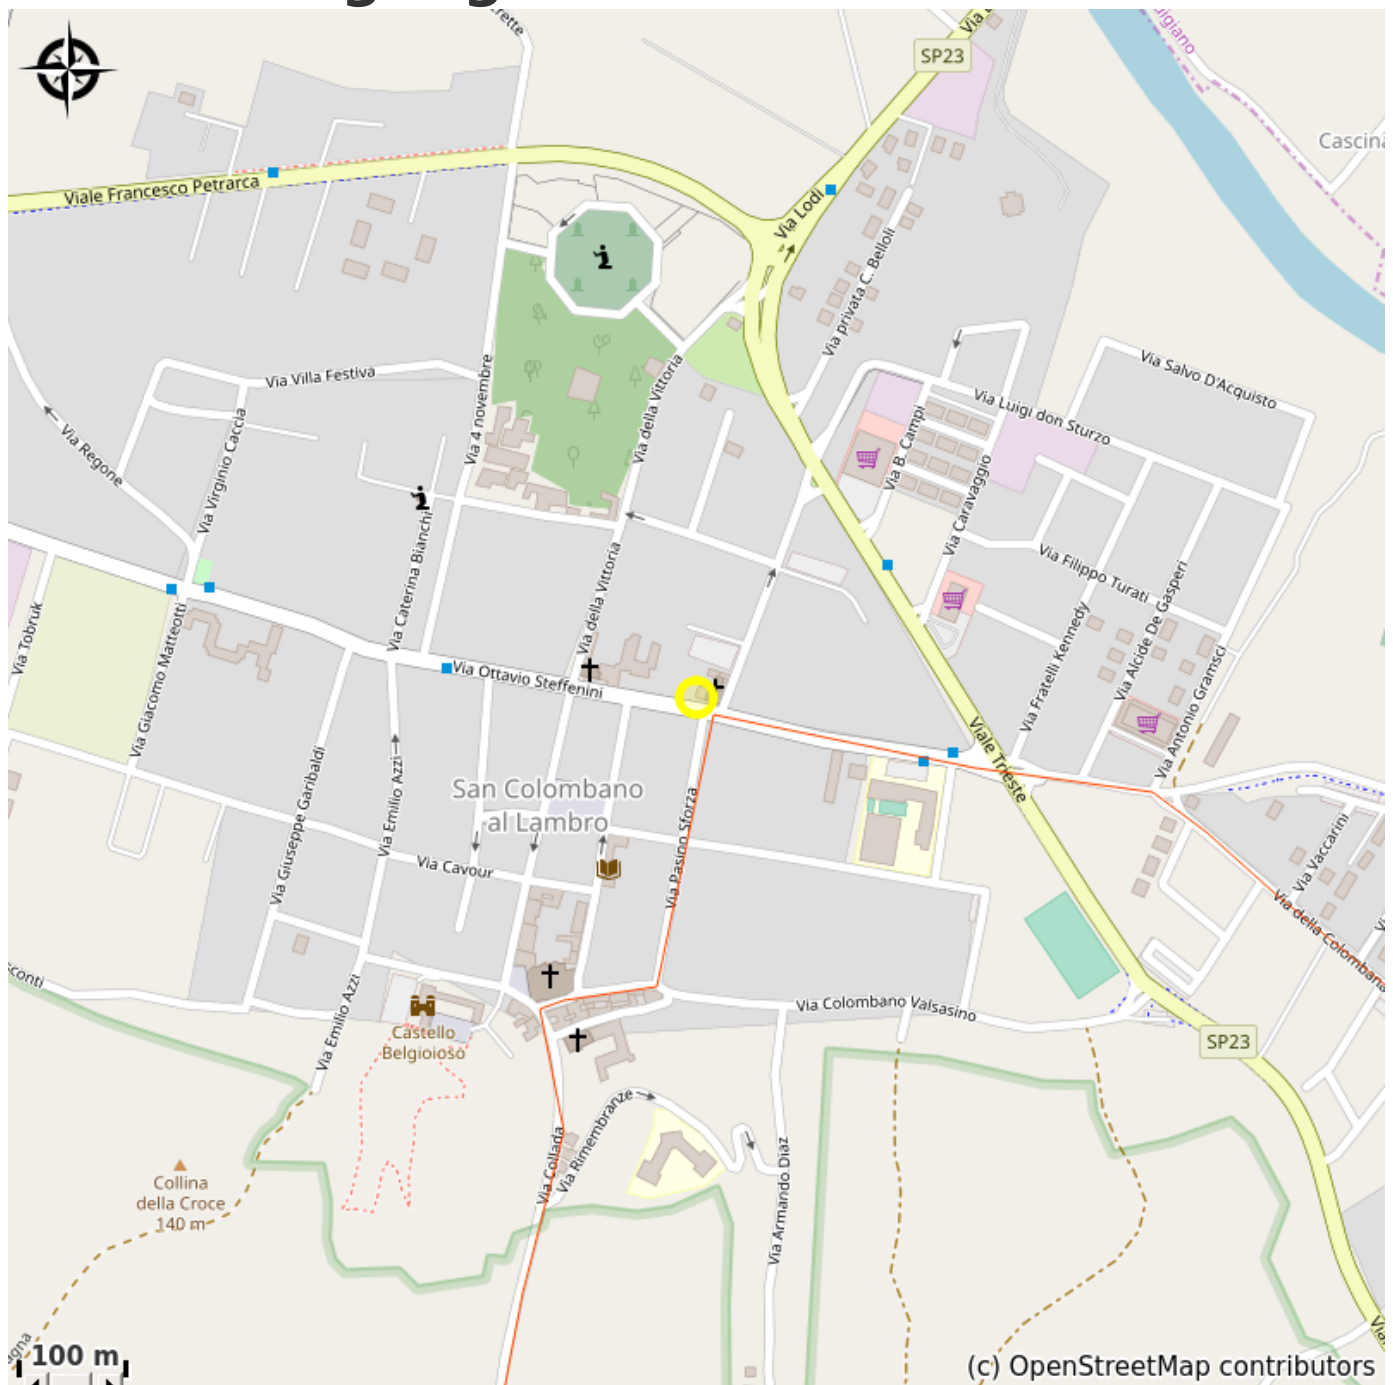 SP23
Viale Francesco Petrarca
Via Lodi
Via privata C. Belloli
Cascina
Via Salvo D'Acquisto
Via Luigi don Sturzo
Via Villa Festiva
Via 4 novembre
Via della Vittoria
Via B. Campi
Via Caravaggio
Via Regone
Via Virginio Caccia
Via Caterina Bianchi
Via della Vittoria
Via Filippo Turati
Via Alcide De Gasperi
Via Fratelli Kennedy
Via Antonio Gramsci
Via Tobruk
Via Giacomo Matteotti
Via Ottavio Steffenini
Viale Trieste
Via Giuseppe Garibaldi
Via Emilio Azzi
San Colombano
al Lambro
Via Pasino Sforza
Via Cavour
Via Vaccarini
Via della Colombana
Via Emilio Azzi
Castello
Belgioioso
Via Colombano Valsasino
SP23
Via Collada
Via Rimembranze
Via Armando Diaz
Collina
della Croce
140 m
100 m
(c) OpenStreetMap contributors